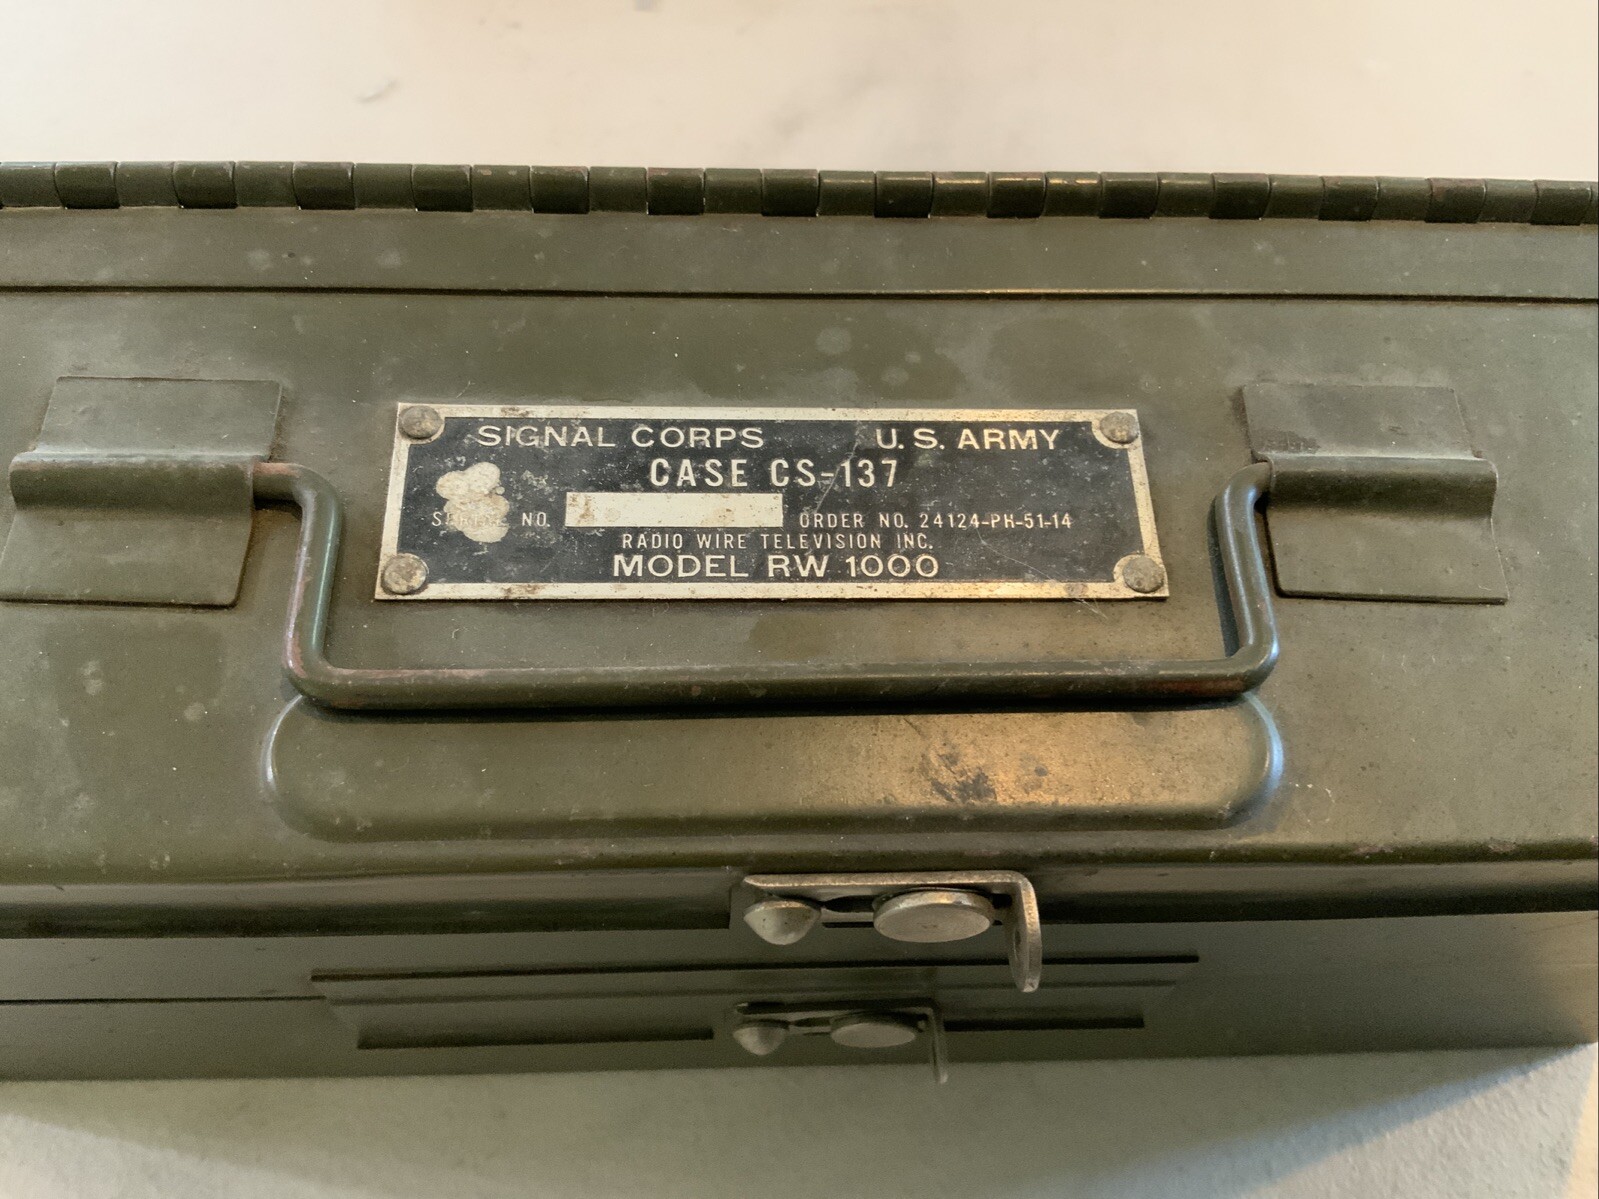 SIGNAL CORPS U.S. ARMY
CASE CS-137
NO. ORDER NO. 24124-PH-51-14
RADIO WIRE TELEVISION INC.
MODEL RW 1000